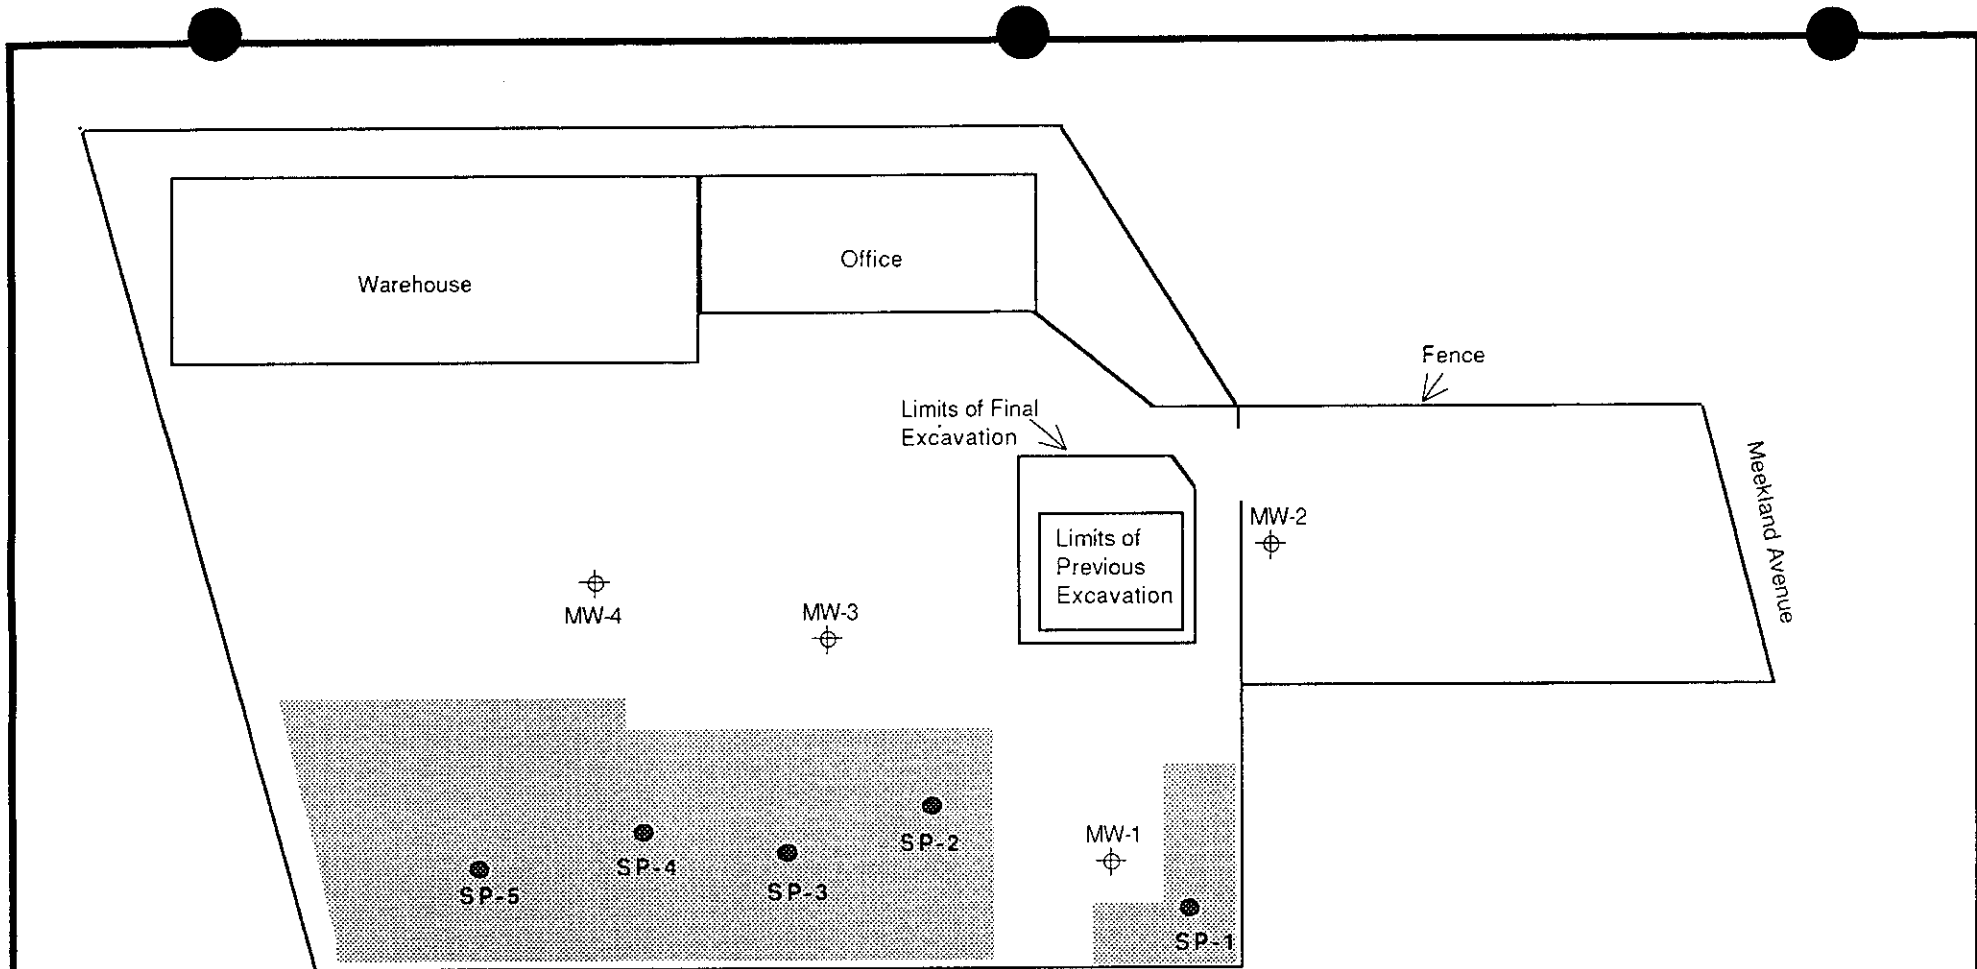 Warehouse
Office
Fence
Limits of Final
Excavation
Meekland Avenue
MW-2
Limits of
Previous
Excavation
MW-4
MW-3
SP-2
MW-1
SP-4
SP-3
SP-5
SP-1